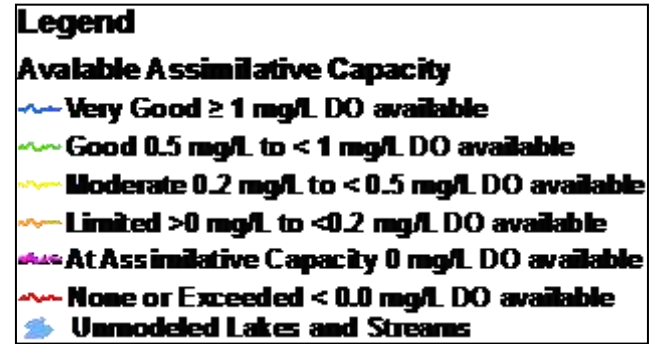 Legend
Avalable Assimilative Capacity
Very Good ≥ 1 mg/L DO available
Good 0.5 mg/L to < 1 mg/L DO available
Moderate 0.2 mg/L to < 0.5 mg/L DO available
Limited >0 mg/L to <0.2 mg/L DO available
At Assimilative Capacity 0 mg/L DO available
None or Exceeded < 0.0 mg/L DO available
Unmodeled Lakes and Streams